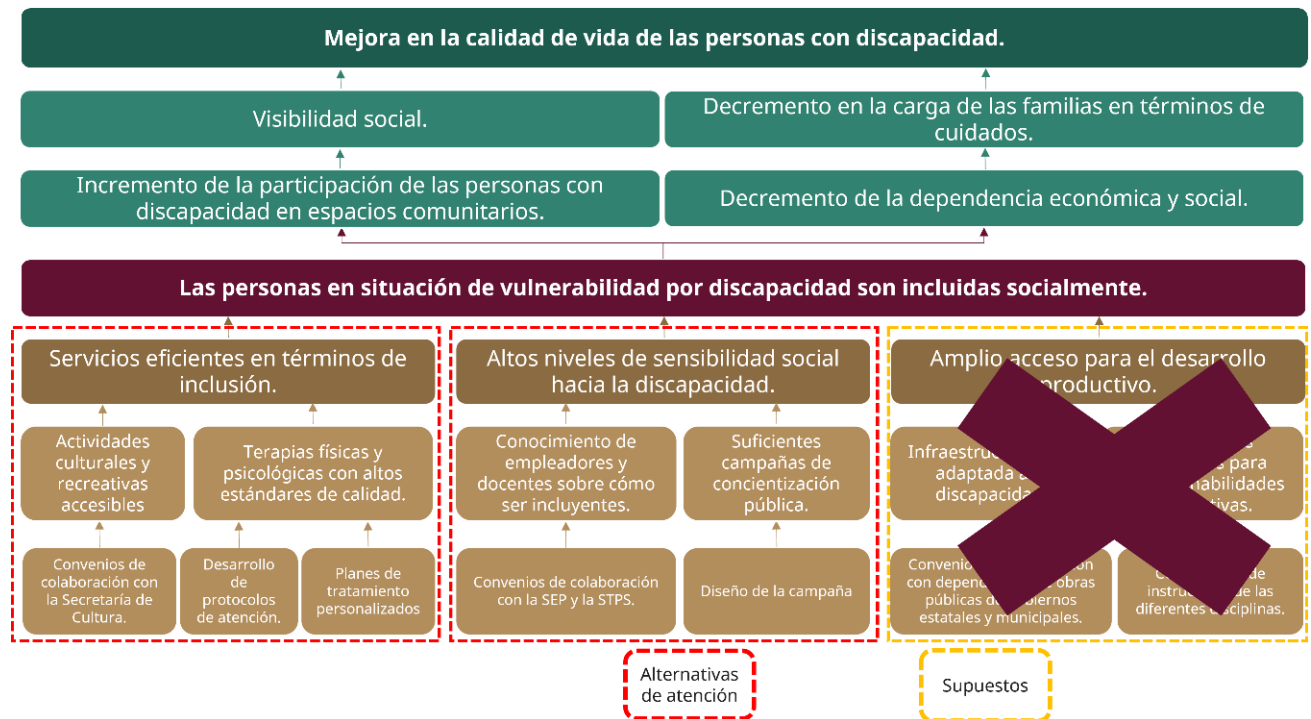 Mejora en la calidad de vida de las personas con discapacidad.
Visibilidad social.
Decremento en la carga de las familias en términos de
cuidados.
Incremento de la participación de las personas con
discapacidad en espacios comunitarios.
Decremento de la dependencia económica y social.
Las personas en situación de vulnerabilidad por discapacidad son incluidas socialmente.
Servicios eficientes en términos de
inclusión.
Altos niveles de sensibilidad social
hacia la discapacidad.
Amplio acceso para el desarrollo
productivo.
Actividades
culturales y
recreativas
accesibles
Terapias físicas y
psicológicas con altos
estándares de calidad.
Conocimiento de
empleadores y
docentes sobre cómo
ser incluyentes.
Suficientes
campañas de
concientización
pública.
adaptada
para
habilidades
Convenios de
colaboración con
la Secretaría de
Cultura.
Desarrollo
de
protocolos
de atención.
Planes de
tratamiento
personalizados
Convenios de colaboración
con la SEP y la STPS.
Diseño de la campaña
con obras
públicas
estatales y municipales.
de
de las
diferentes disciplinas.
Alternativas
de atención
Supuestos